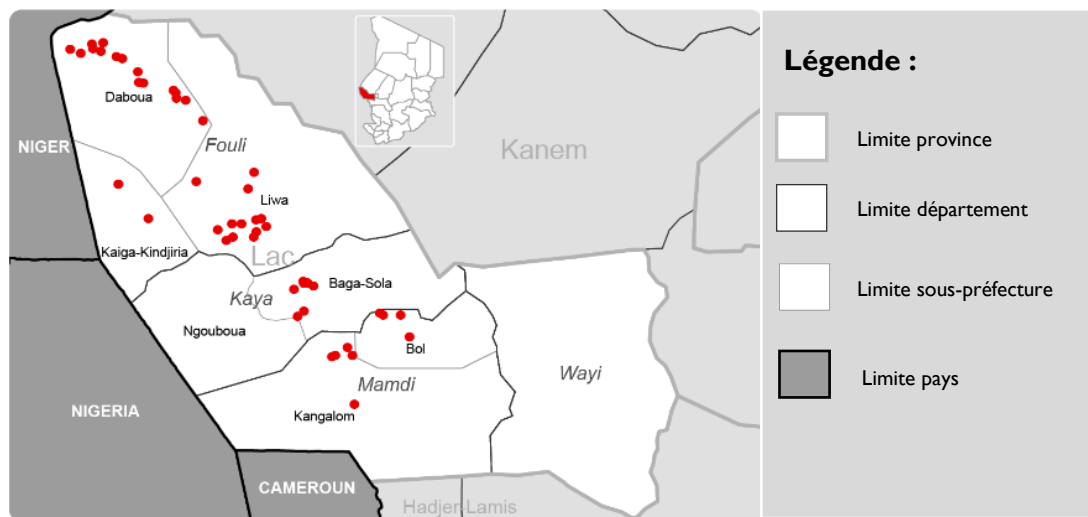 Daboua
NIGER
Fouli
Kanem
Liwa
Kaiga-Kindjiria
Lac
Kaya
Baga-Sola
Ngouboua
Bol
Mamdi
Wayi
Kangalom
NIGERIA
CAMEROUN
Hadjer-Lamis
Légende :
Limite province
Limite département
Limite sous-préfecture
Limite pays